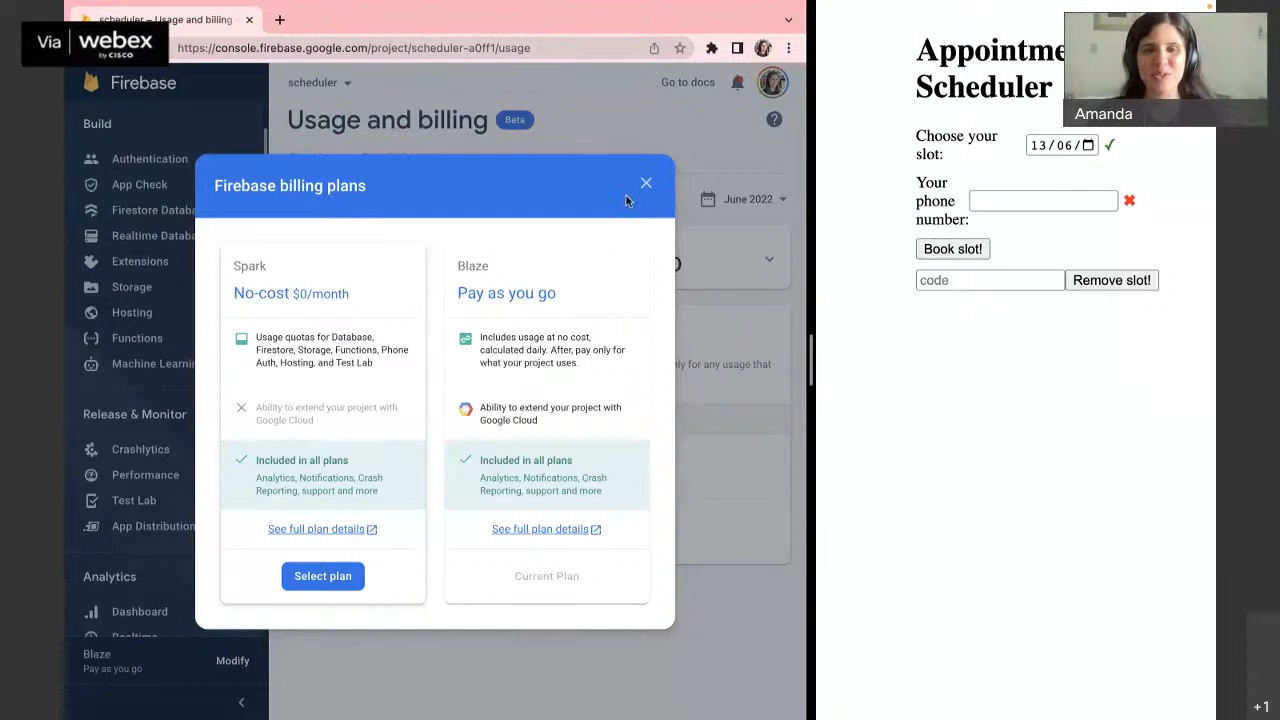 scheduler – Usage and billing -
Via webex
by CISCO
https://console.firebase.google.com/project/scheduler-a0ff1/usage
Firebase
scheduler
Go to docs
Build
Usage and billing
Beta
Authentication
App Check
Firestore Databa
Realtime Databa
Extensions
Storage
Hosting
Functions
Machine Learnin
Release & Monitor
Crashlytics
Performance
Test Lab
App Distribution
Analytics
Dashboard
Realtime
Blaze
Pay as you go
Modify
June 2022
nly for any usage that
Firebase billing plans
Spark
No-cost $0/month
Usage quotas for Database,
Firestore, Storage, Functions, Phone
Auth, Hosting, and Test Lab
Ability to extend your project with
Google Cloud
Included in all plans
Analytics, Notifications, Crash
Reporting, support and more
See full plan details
Select plan
Blaze
Pay as you go
Includes usage at no cost,
calculated daily. After, pay only for
what your project uses.
Ability to extend your project with
Google Cloud
Included in all plans
Analytics, Notifications, Crash
Reporting, support and more
See full plan details
Current Plan
Appointme
Scheduler
Amanda
Choose your
slot:
13/06/
Your
phone
number:
Book slot!
code
Remove slot!
+1